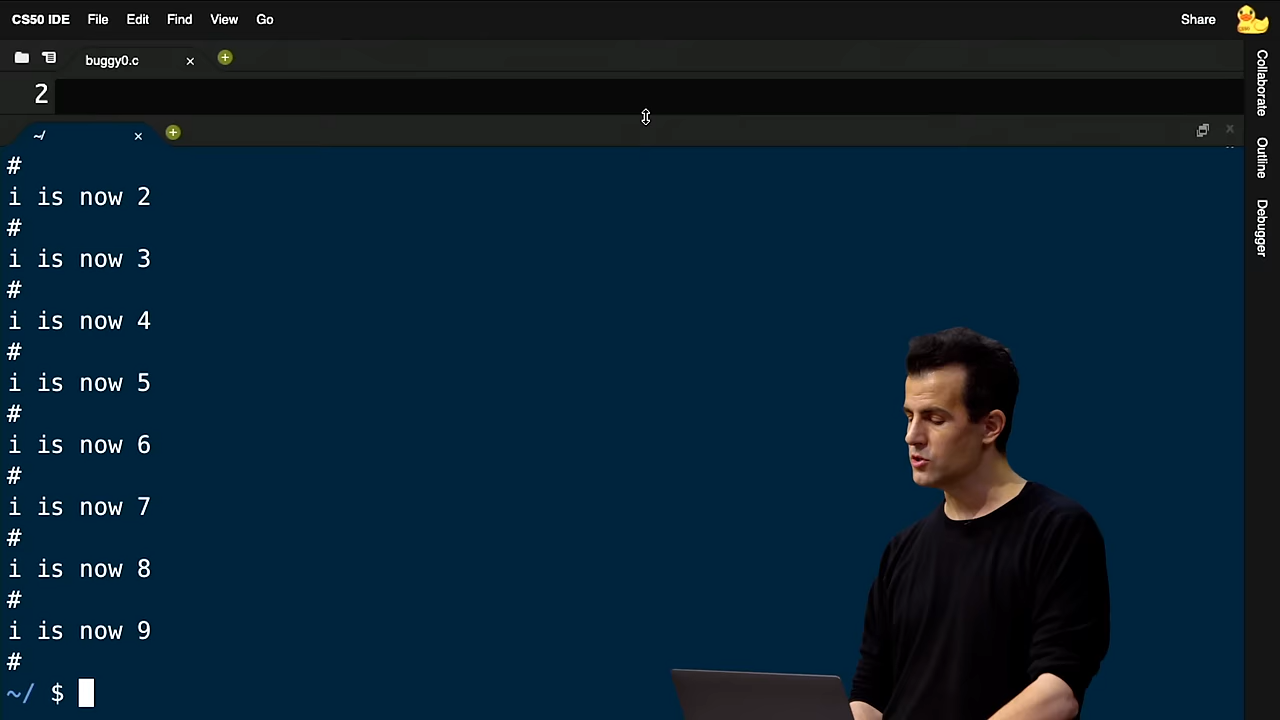 CS50 IDE File Edit Find View Go Share
buggy0.c
2
~/
#
i is now 2
#
i is now 3
#
i is now 4
#
i is now 5
#
i is now 6
#
i is now 7
#
i is now 8
#
i is now 9
#
~/ $
Collaborate
Outline
Debugger